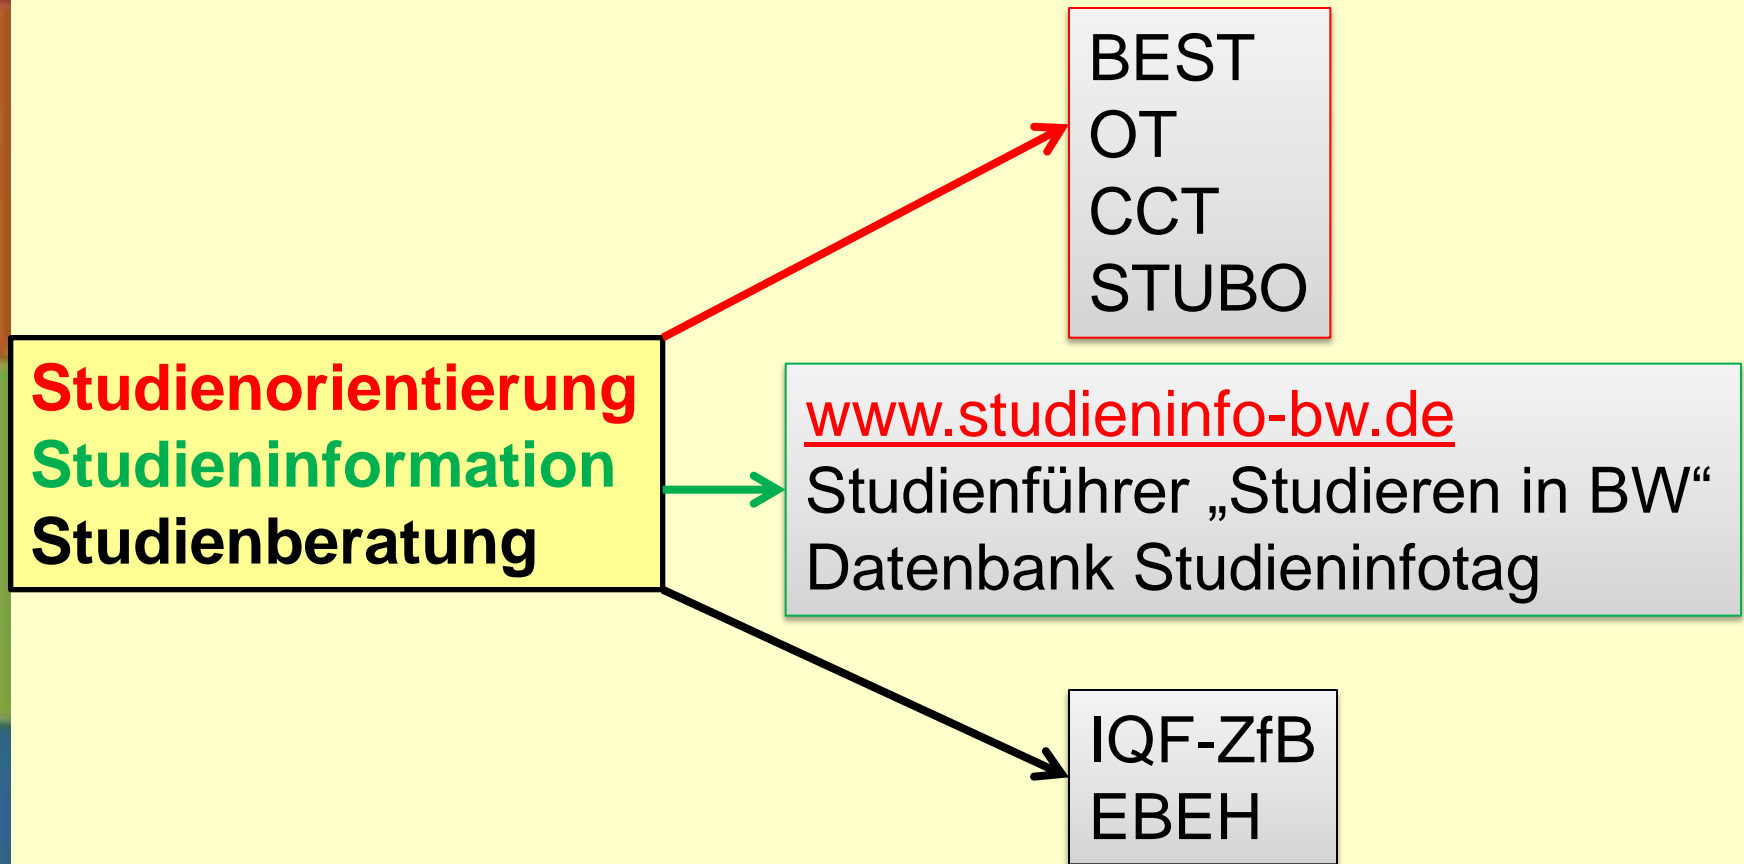 BEST
OT
CCT
STUBO
Studienorientierung
Studieninformation
Studienberatung
www.studieninfo-bw.de
Studienführer „Studieren in BW“
Datenbank Studieninfotag
IQF-ZfB
EBEH